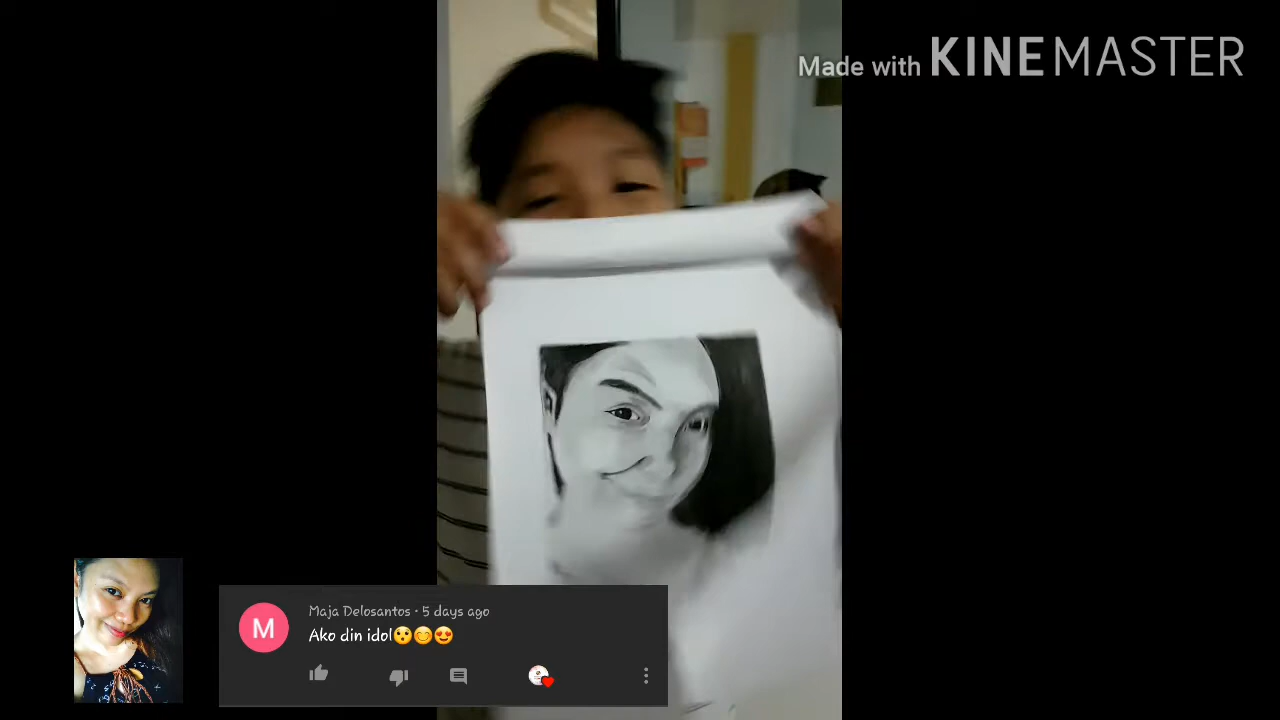 Made with KINEMASTER
Maja Delosantos · 5 days ago
Ako din idol😯😊😍
M